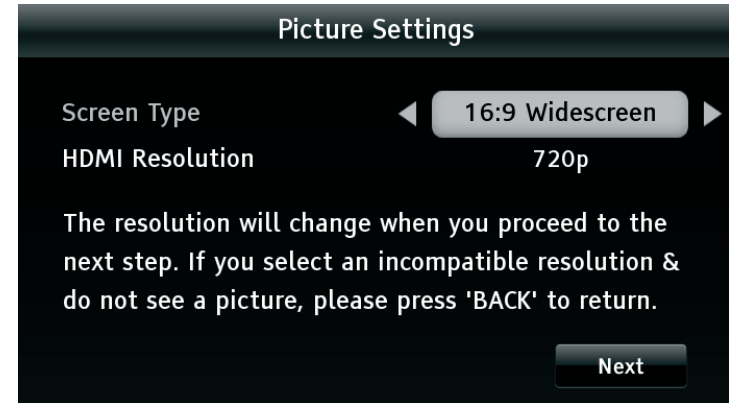 Picture Settings
Screen Type 16:9 Widescreen
HDMI Resolution 720p
The resolution will change when you proceed to the
next step. If you select an incompatible resolution &
do not see a picture, please press 'BACK' to return.
Next